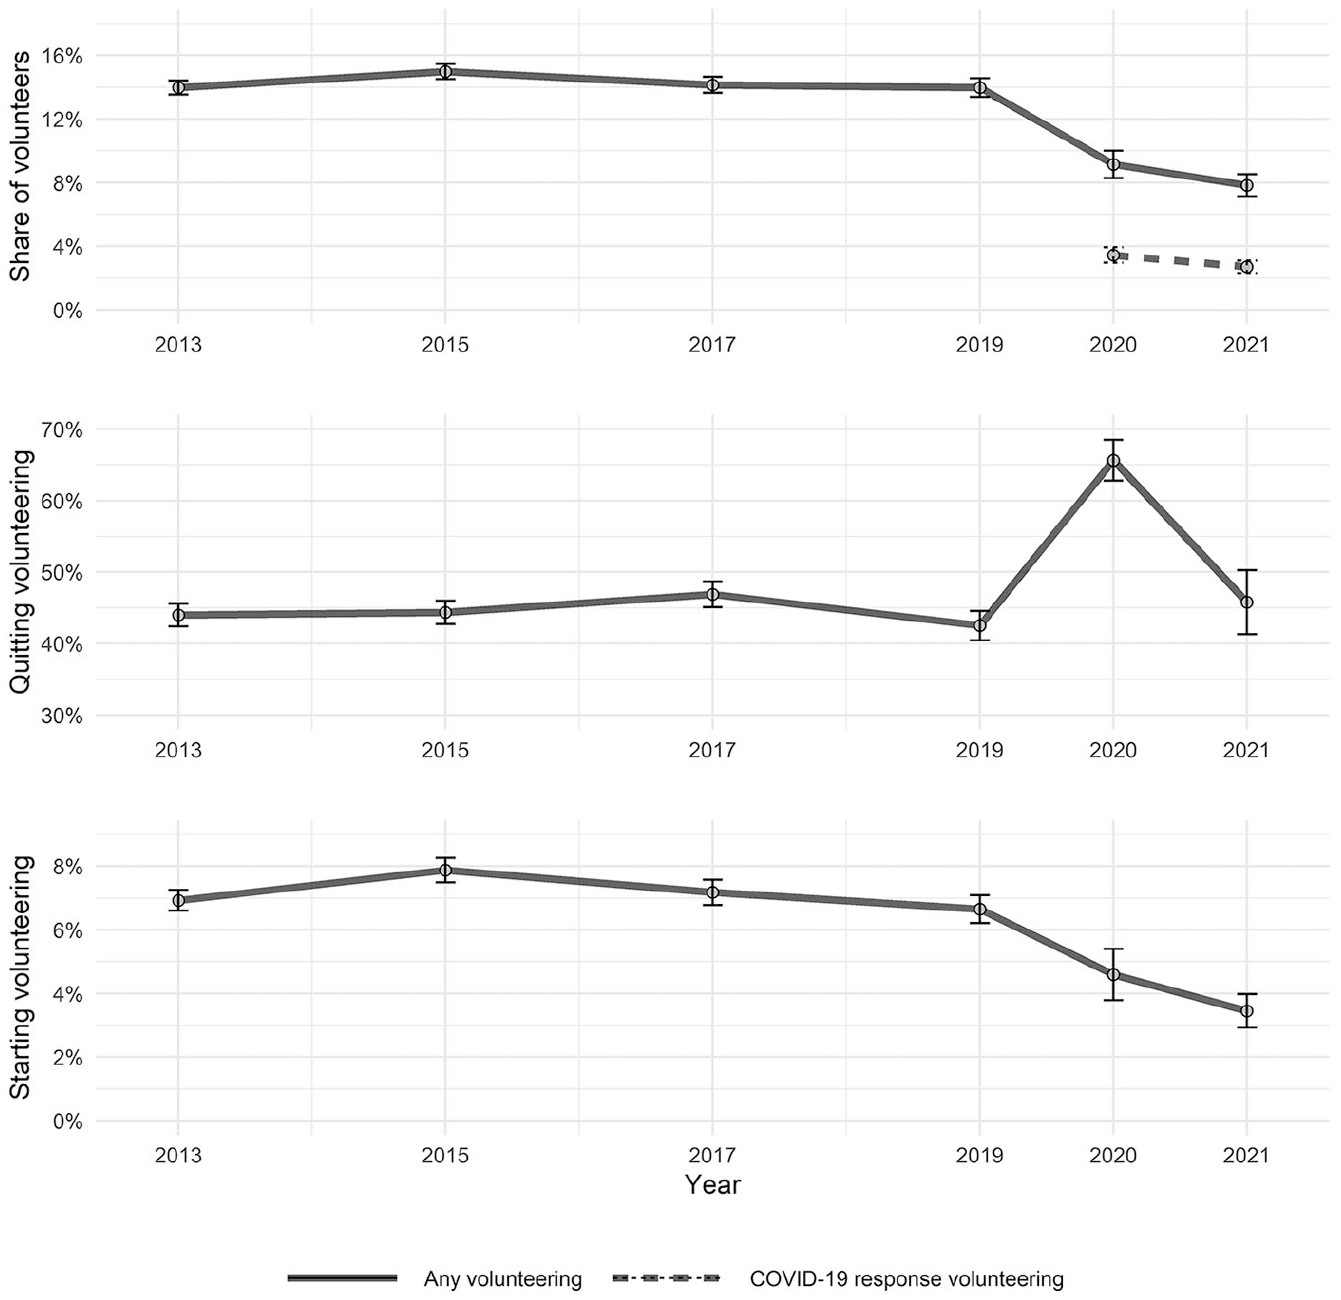 Share of volunteers
16%
12%
8%
4%
0%
2013 2015 2017 2019 2020 2021
Quitting volunteering
70%
60%
50%
40%
30%
2013 2015 2017 2019 2020 2021
Starting volunteering
8%
6%
4%
2%
0%
2013 2015 2017 2019 2020 2021
Year
Any volunteering COVID-19 response volunteering